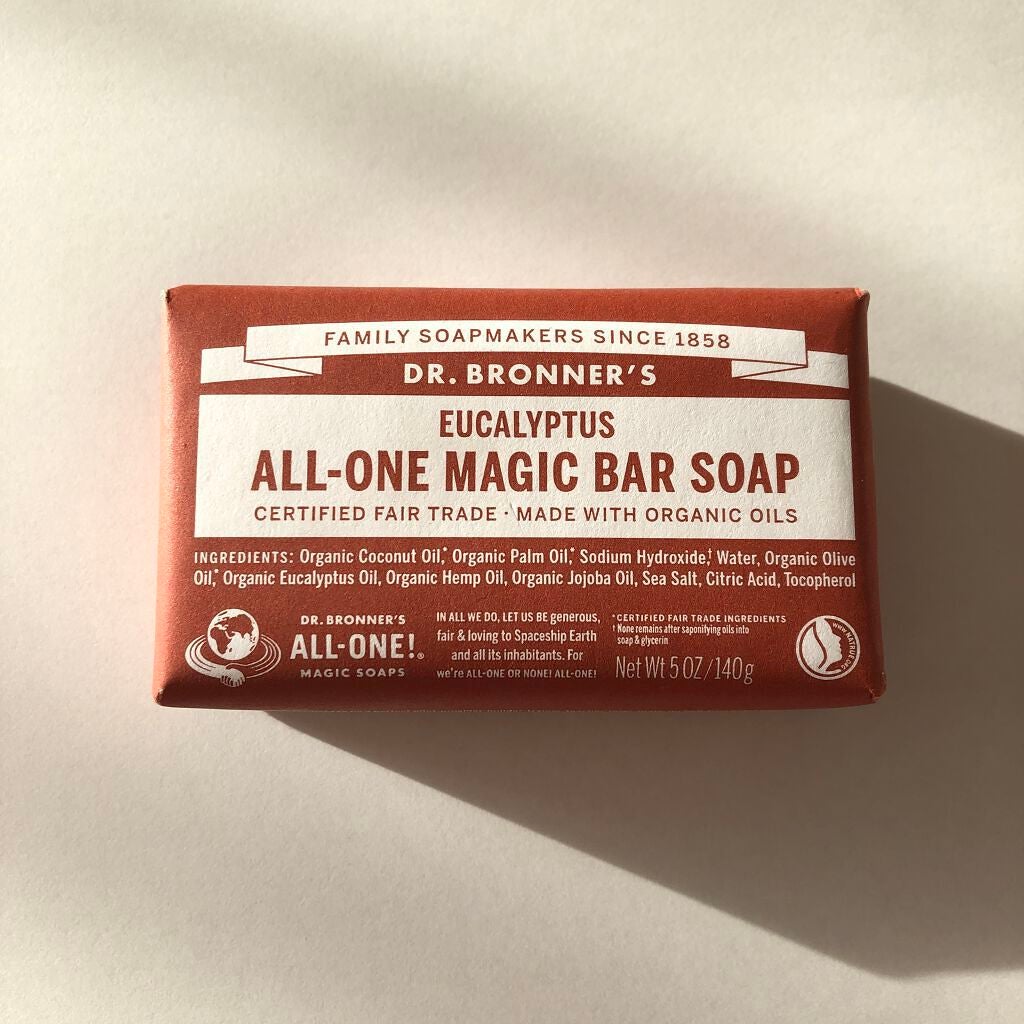 FAMILY SOAPMAKERS SINCE 1858
DR. BRONNER'S
EUCALYPTUS
ALL-ONE MAGIC BAR SOAP
CERTIFIED FAIR TRADE · MADE WITH ORGANIC OILS
INGREDIENTS: Organic Coconut Oil,* Organic Palm Oil,* Sodium Hydroxide,† Water, Organic Olive
Oil,* Organic Eucalyptus Oil, Organic Hemp Oil, Organic Jojoba Oil, Sea Salt, Citric Acid, Tocopherol
DR. BRONNER'S
ALL-ONE!®
MAGIC SOAPS
IN ALL WE DO, LET US BE generous,
fair & loving to Spaceship Earth
and all its inhabitants. For
we're ALL-ONE OR NONE! ALL-ONE!
*CERTIFIED FAIR TRADE INGREDIENTS
† None remains after saponifying oils into
soap & glycerin
Net Wt 5 OZ/140g
WWW.NATRUE.ORG